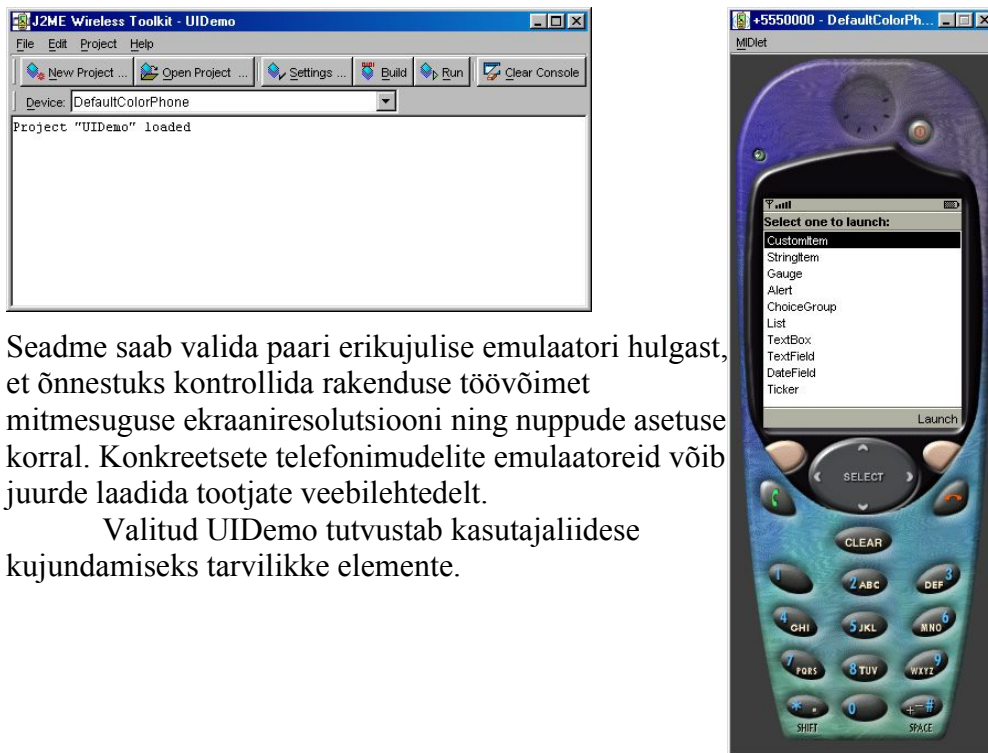 J2ME Wireless Toolkit - UIDemo
File Edit Project Help
New Project ... Open Project ... Settings ... Build Run Clear Console
Device: DefaultColorPhone
Project "UIDemo" loaded
Seadme saab valida paari erikujulise emulaatori hulgast,
et õnnestuks kontrollida rakenduse töövõimet
mitmesuguse ekraaniresolutsiooni ning nuppude asetuse
korral. Konkreetsete telefonimudelite emulaatoreid võib
juurde laadida tootjate veebilehtedelt.
Valitud UIDemo tutvustab kasutajaliidese
kujundamiseks tarvilikke elemente.
+5550000 - DefaultColorPh...
MIDlet
Select one to launch:
CustomItem
StringItem
Gauge
Alert
ChoiceGroup
List
TextBox
TextField
DateField
Ticker
Launch
SELECT
CLEAR
1 2 ABC DEF 3
4 GHI 5 JKL MNO 6
7 PQRS 8 TUV WXYZ 9
* . 0 +-#
SHIFT SPACE